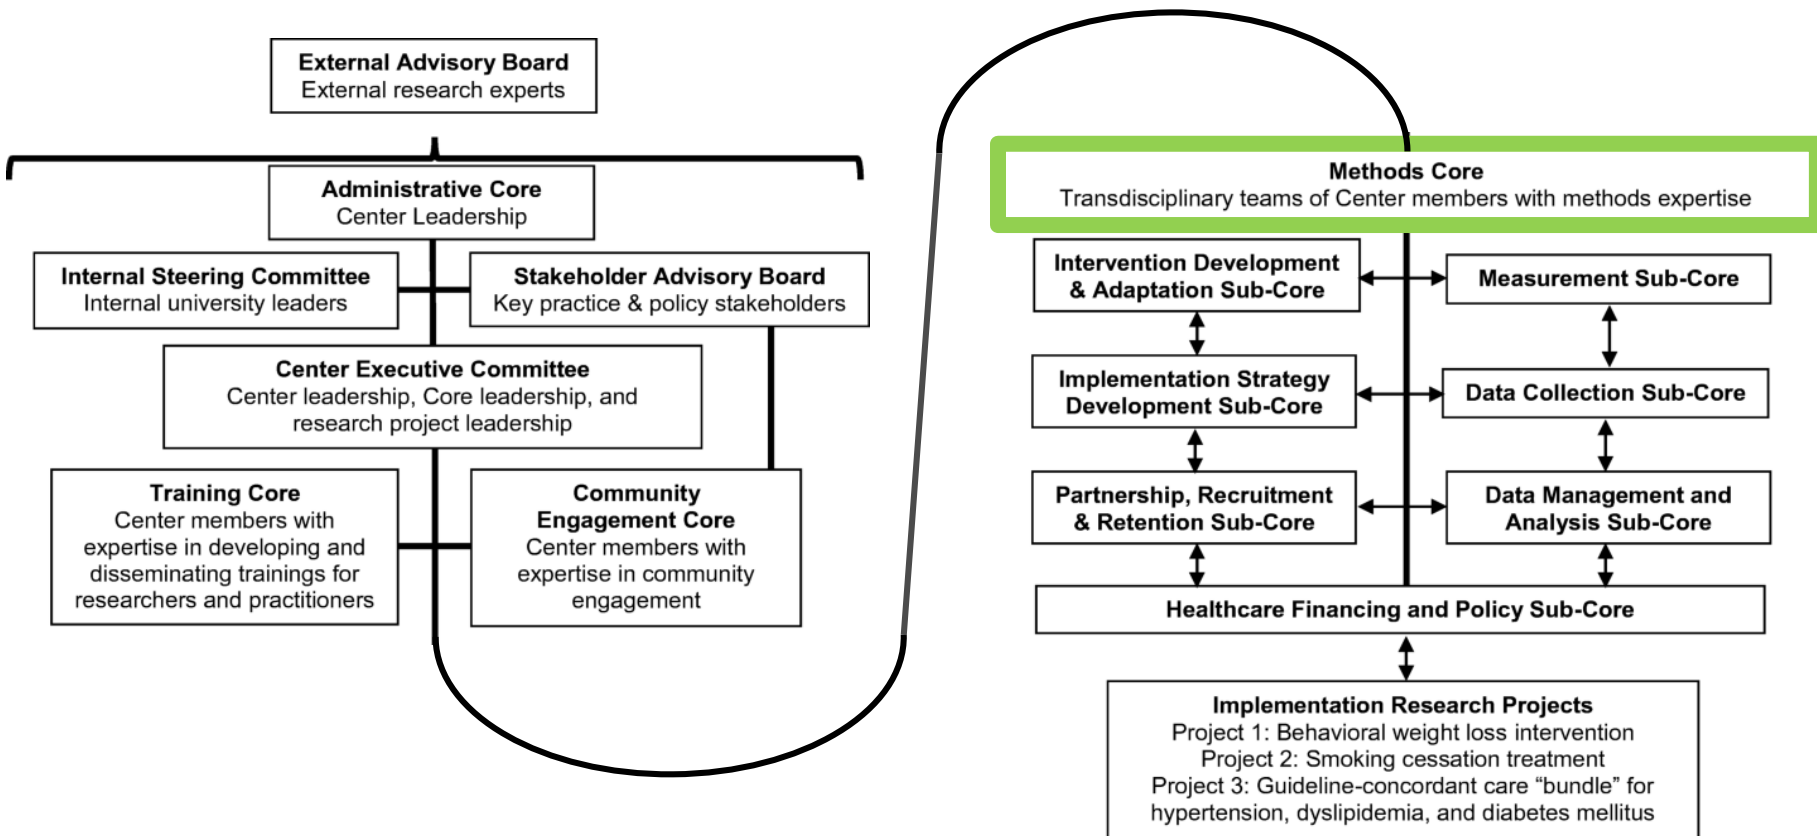 External Advisory Board
External research experts
Administrative Core
Center Leadership
Internal Steering Committee
Internal university leaders
Stakeholder Advisory Board
Key practice & policy stakeholders
Center Executive Committee
Center leadership, Core leadership, and
research project leadership
Training Core
Center members with
expertise in developing and
disseminating trainings for
researchers and practitioners
Community
Engagement Core
Center members with
expertise in community
engagement
Methods Core
Transdisciplinary teams of Center members with methods expertise
Intervention Development
& Adaptation Sub-Core
Measurement Sub-Core
Implementation Strategy
Development Sub-Core
Data Collection Sub-Core
Partnership, Recruitment
& Retention Sub-Core
Data Management and
Analysis Sub-Core
Healthcare Financing and Policy Sub-Core
Implementation Research Projects
Project 1: Behavioral weight loss intervention
Project 2: Smoking cessation treatment
Project 3: Guideline-concordant care “bundle” for
hypertension, dyslipidemia, and diabetes mellitus